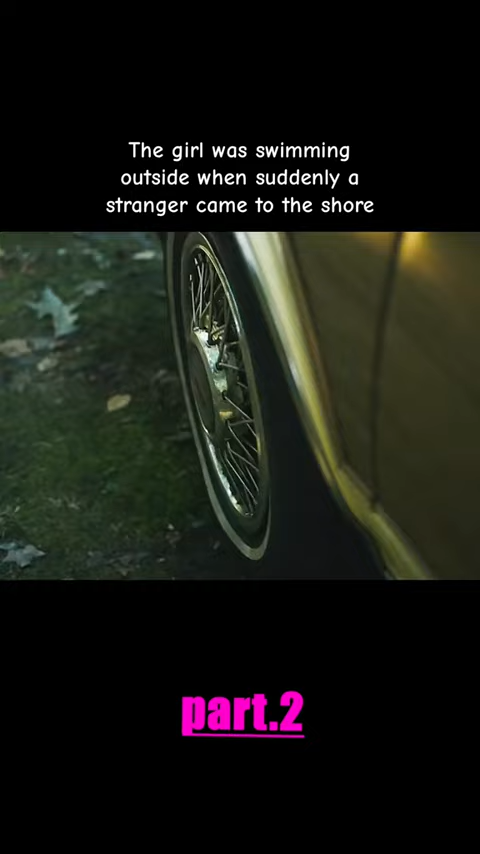 The girl was swimming
outside when suddenly a
stranger came to the shore
part.2